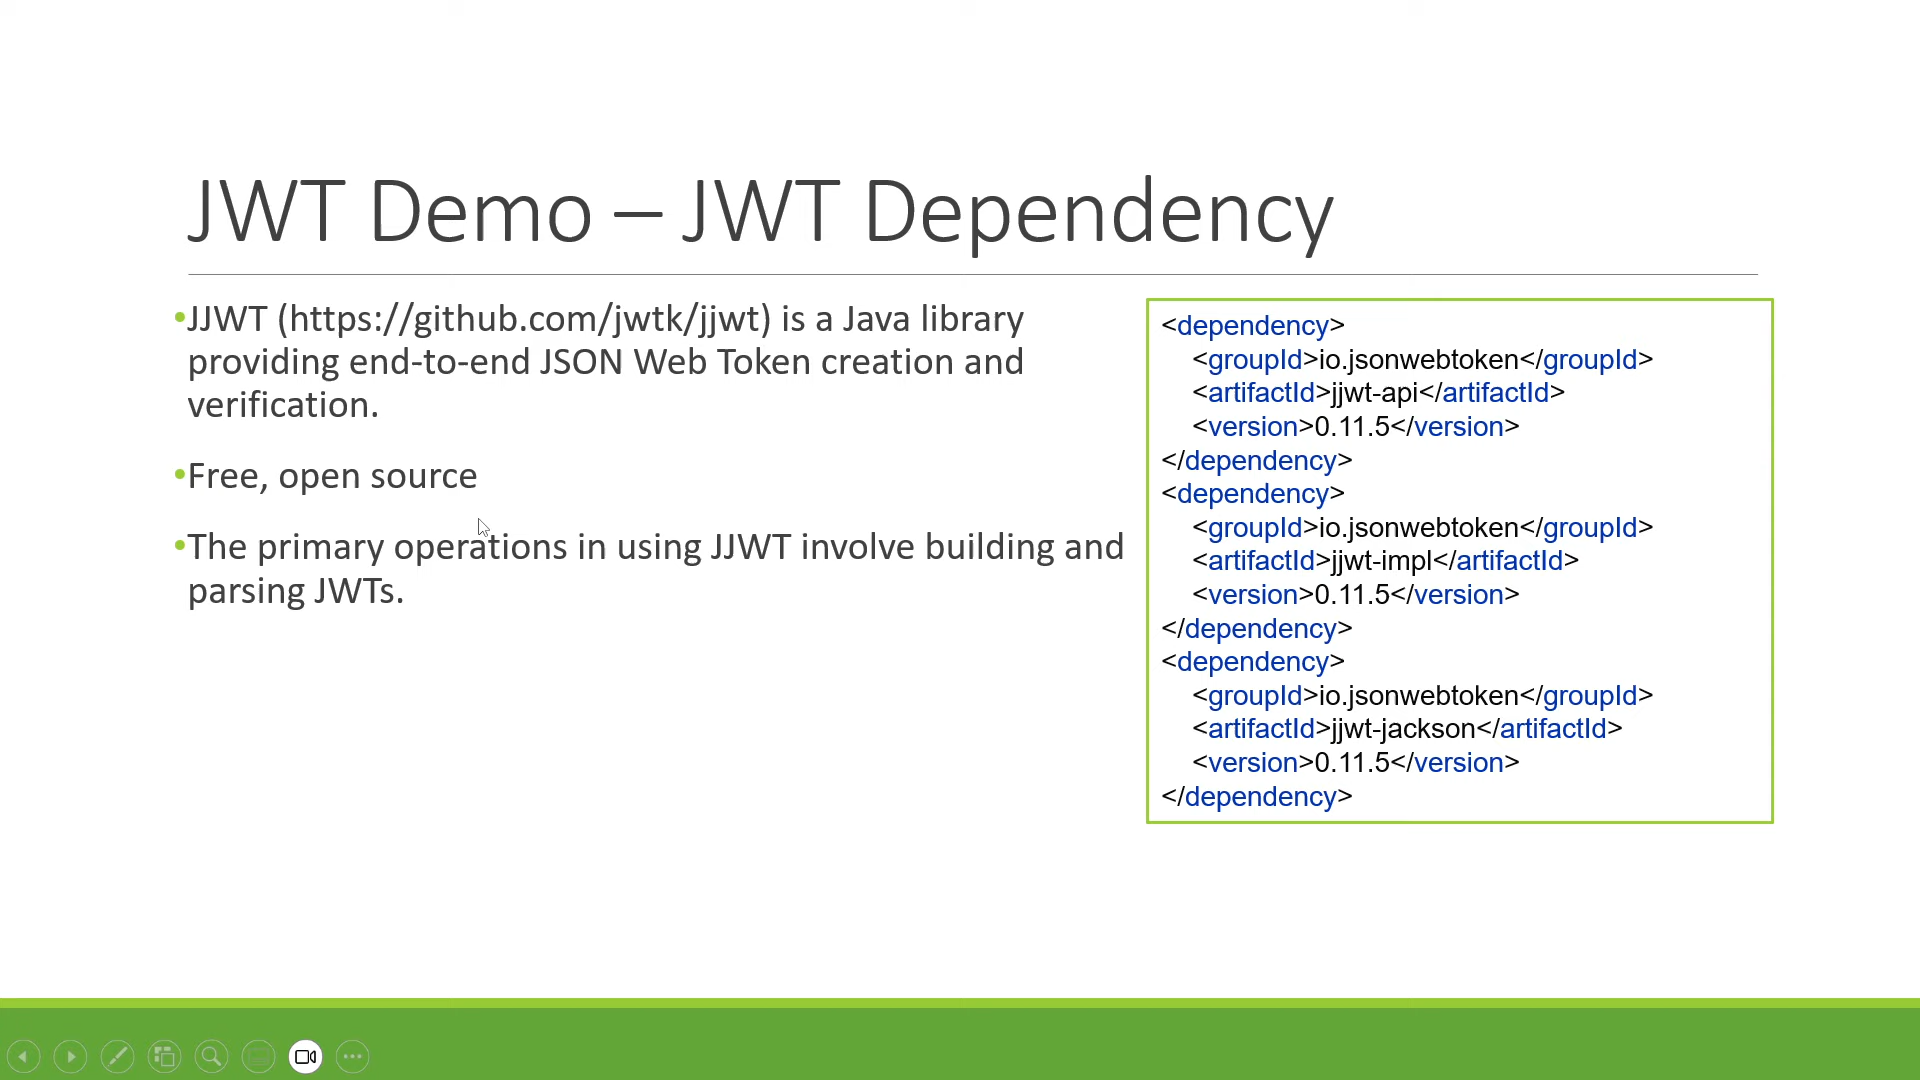 JWT Demo – JWT Dependency
•JJWT (https://github.com/jwtk/jjwt) is a Java library
providing end-to-end JSON Web Token creation and
verification.
•Free, open source
•The primary operations in using JJWT involve building and
parsing JWTs.
<dependency>
    <groupId>io.jsonwebtoken</groupId>
    <artifactId>jjwt-api</artifactId>
    <version>0.11.5</version>
</dependency>
<dependency>
    <groupId>io.jsonwebtoken</groupId>
    <artifactId>jjwt-impl</artifactId>
    <version>0.11.5</version>
</dependency>
<dependency>
    <groupId>io.jsonwebtoken</groupId>
    <artifactId>jjwt-jackson</artifactId>
    <version>0.11.5</version>
</dependency>